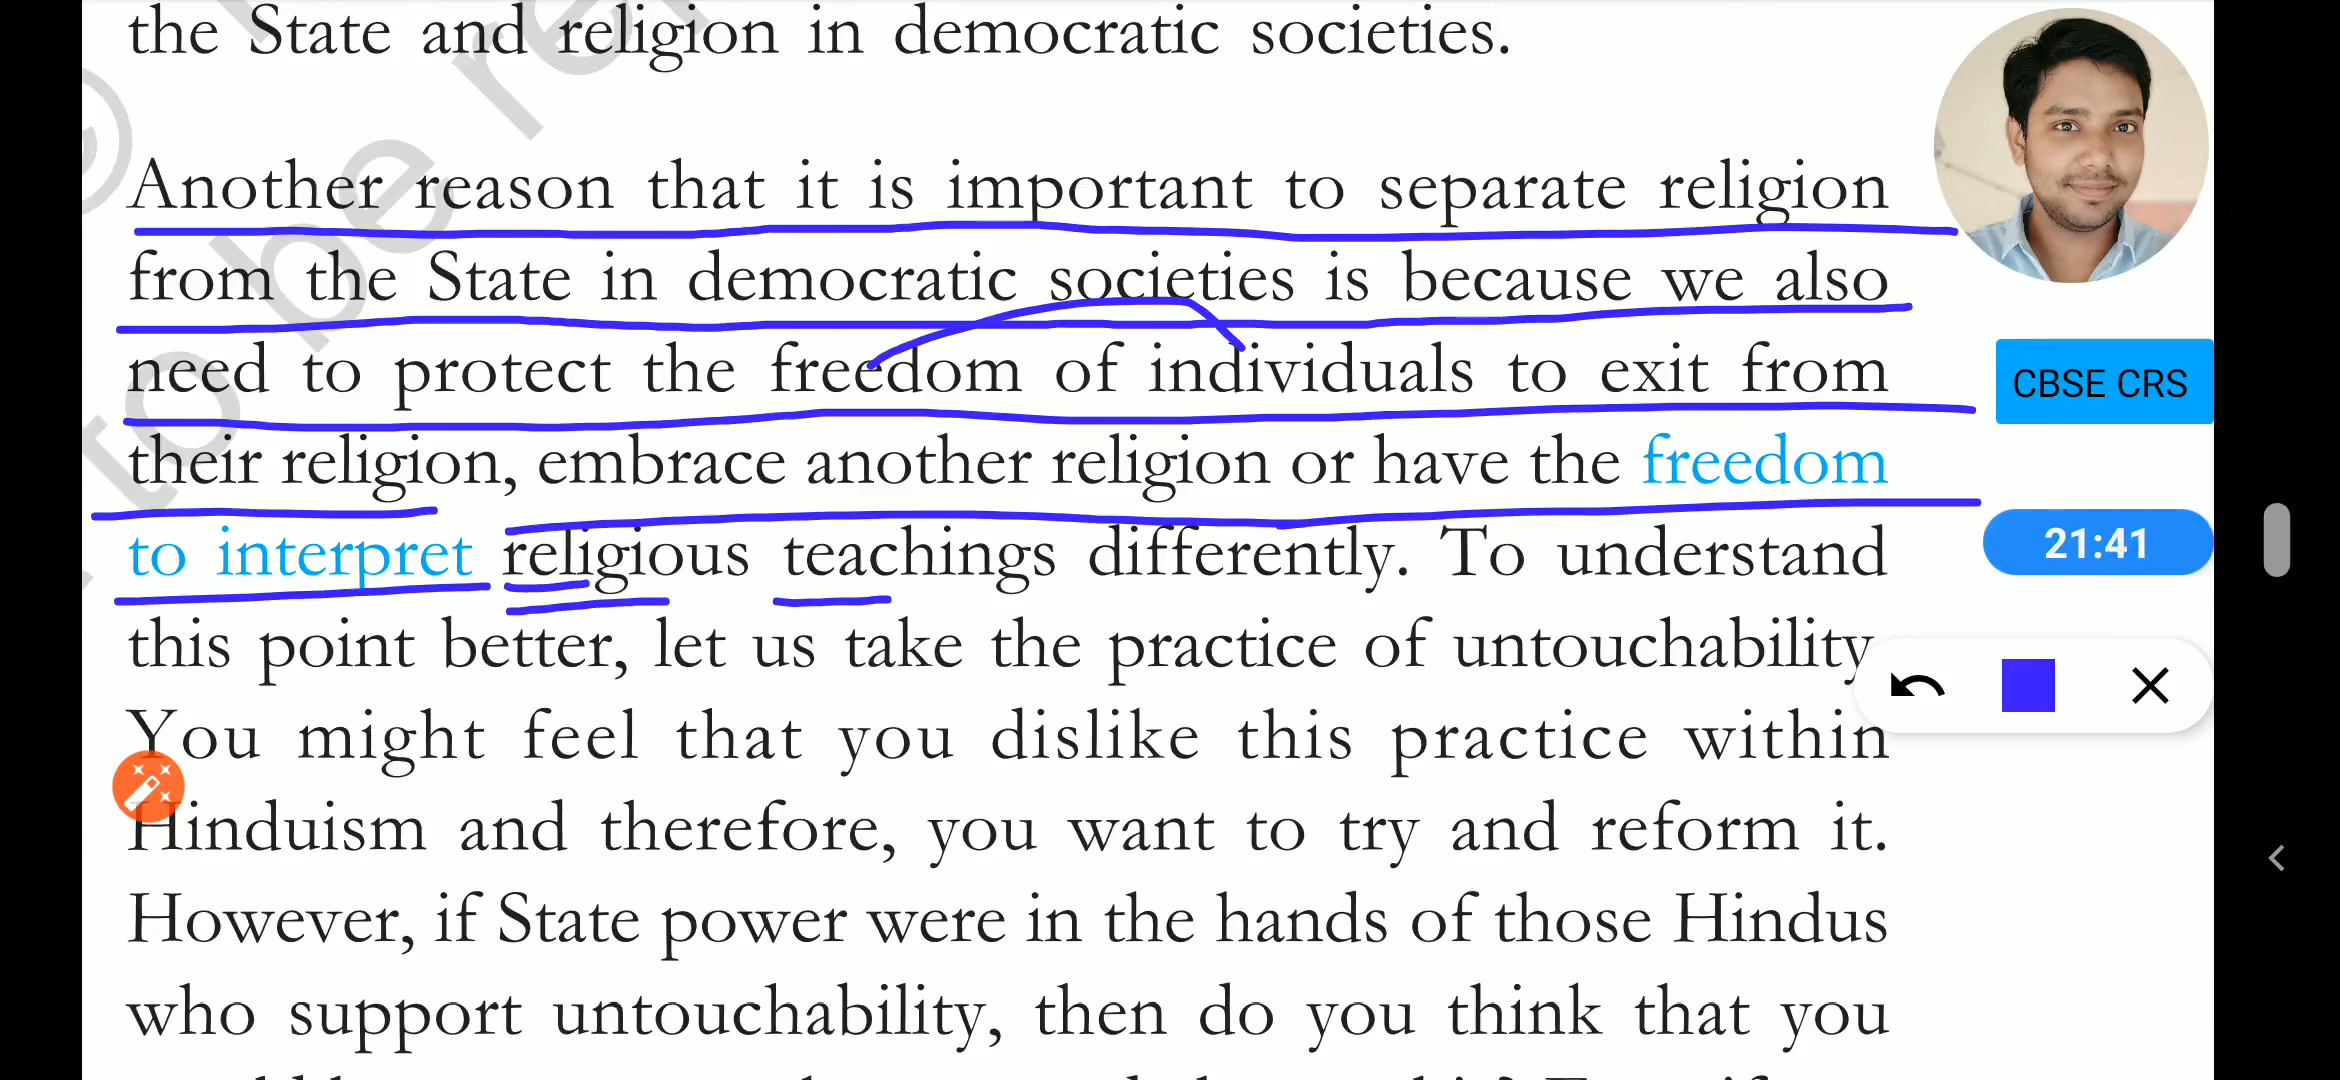 the State and religion in democratic societies.
Another reason that it is important to separate religion
from the State in democratic societies is because we also
need to protect the freedom of individuals to exit from
their religion, embrace another religion or have the freedom
to interpret religious teachings differently. To understand
this point better, let us take the practice of untouchability
You might feel that you dislike this practice within
Hinduism and therefore, you want to try and reform it.
However, if State power were in the hands of those Hindus
who support untouchability, then do you think that you
CBSE CRS
21:41
to be re